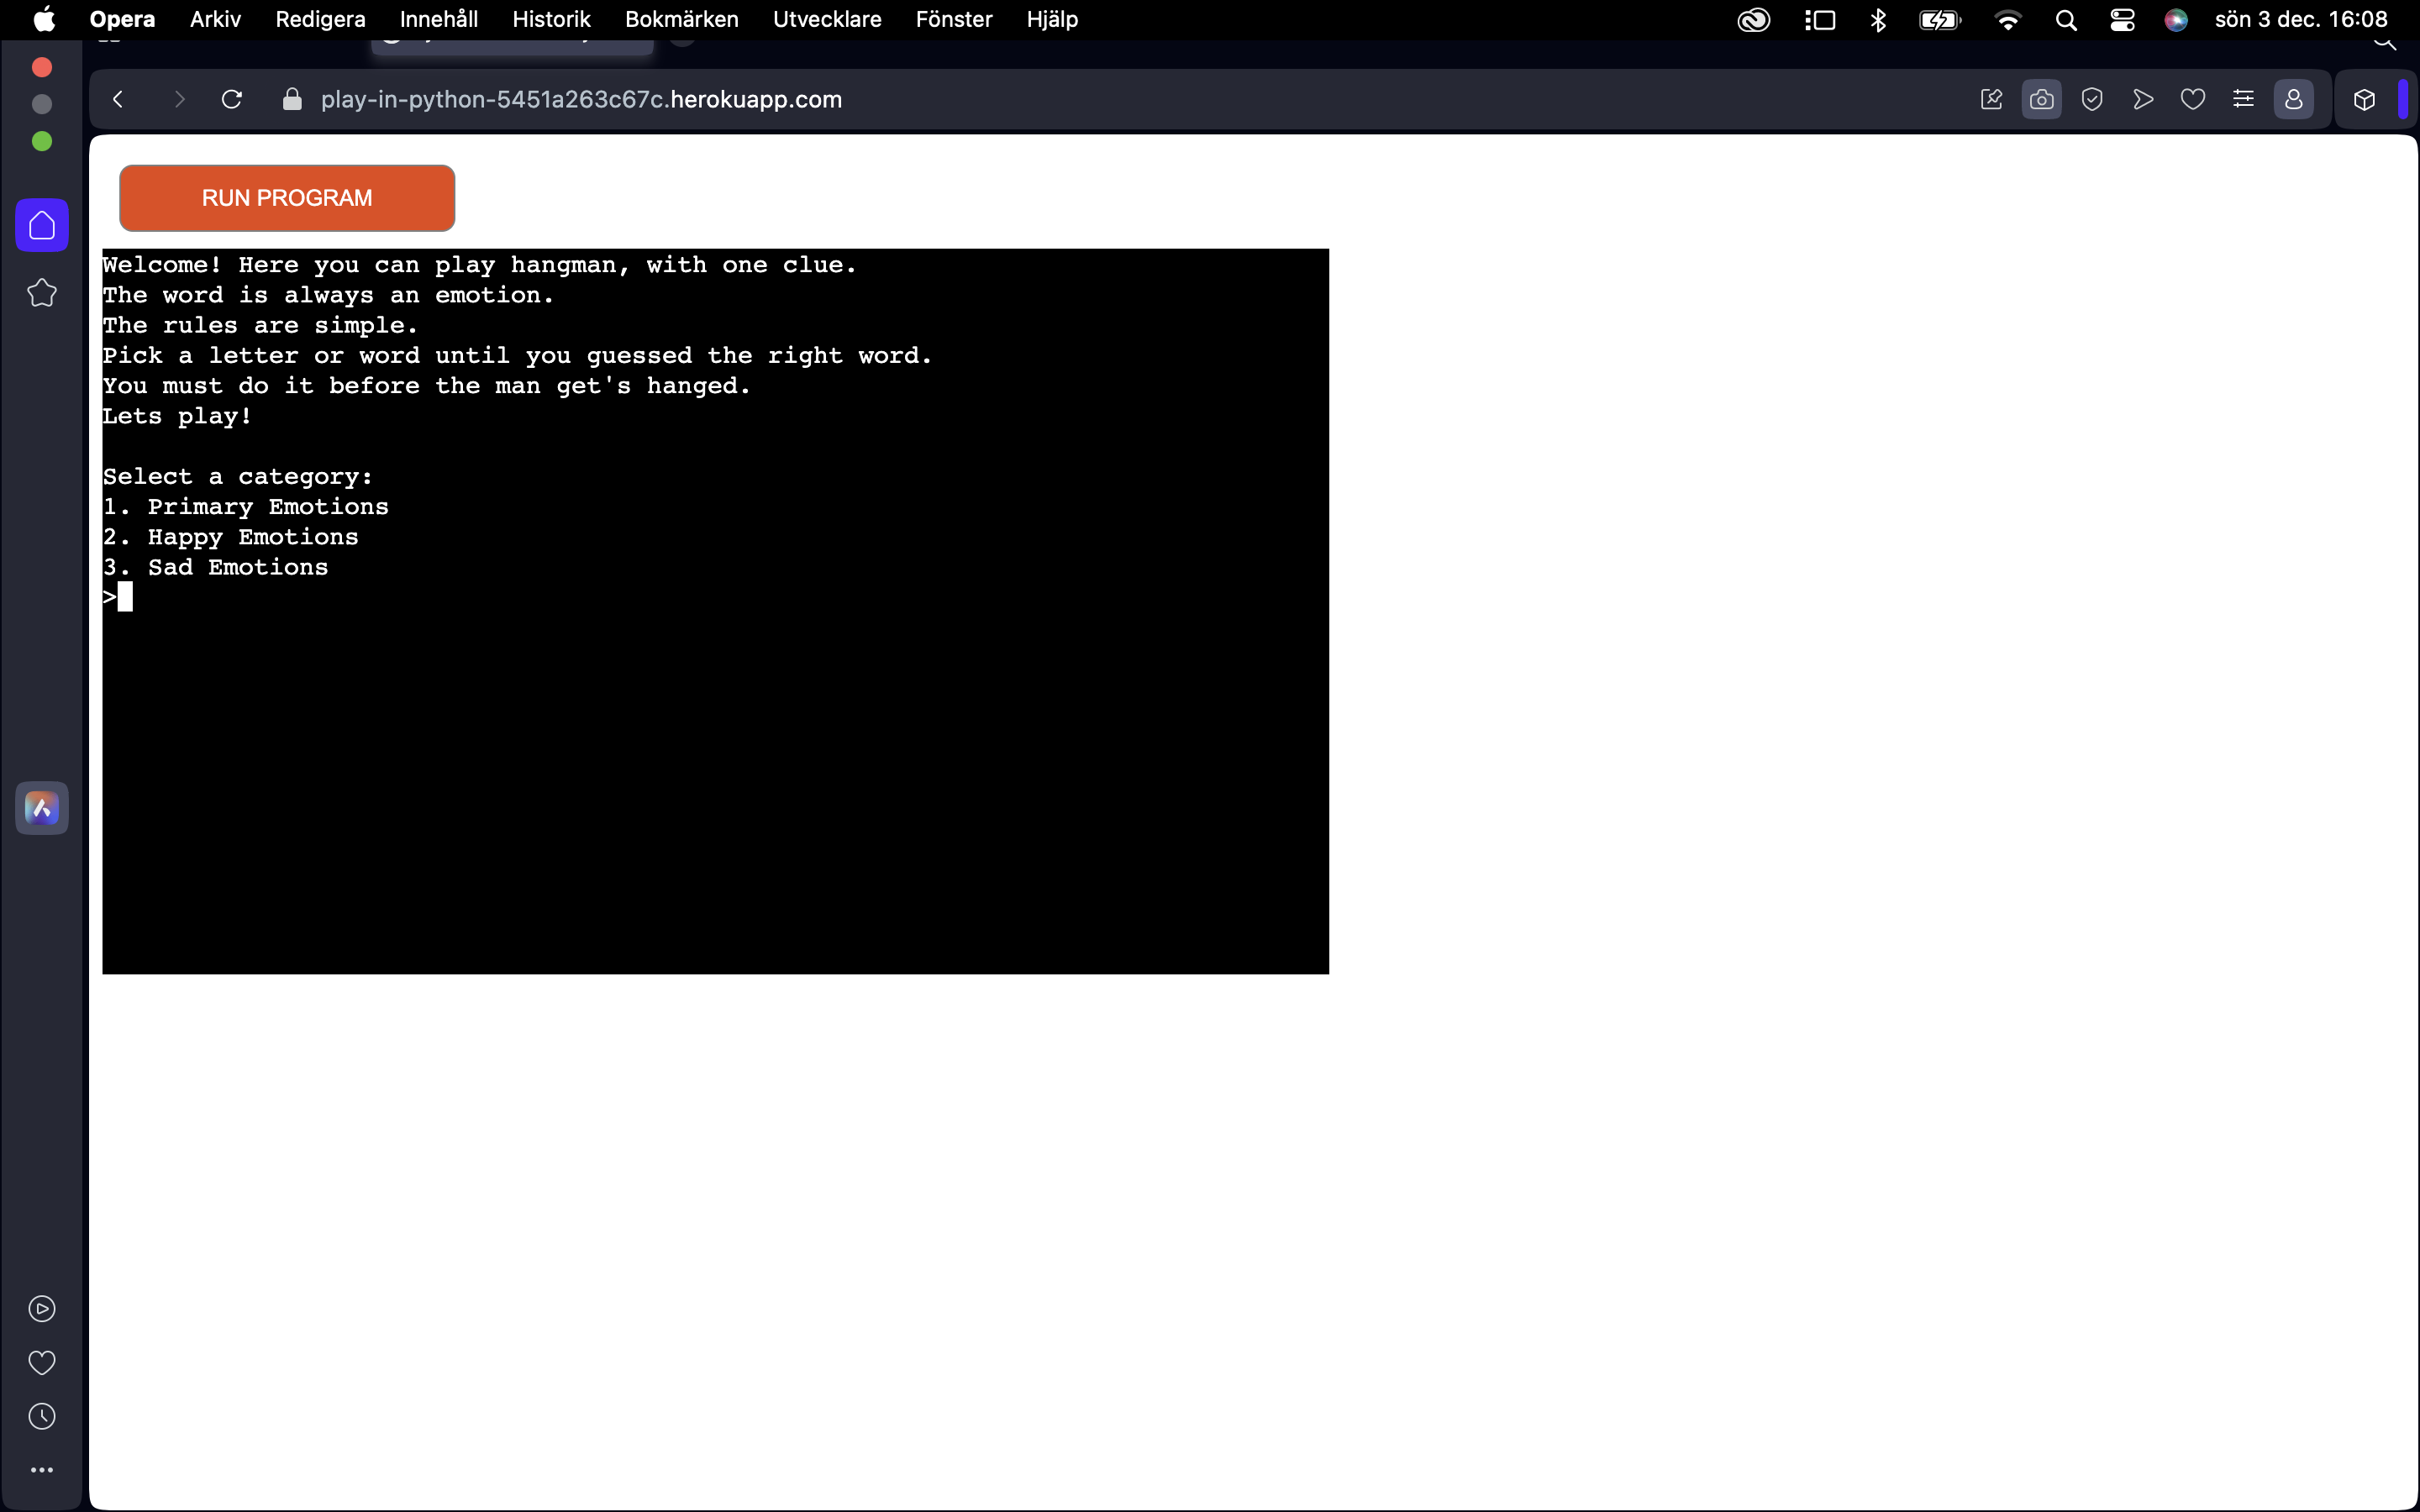 Opera Arkiv Redigera Innehåll Historik Bokmärken Utvecklare Fönster Hjälp sön 3 dec. 16:08
play-in-python-5451a263c67c.herokuapp.com
RUN PROGRAM
Welcome! Here you can play hangman, with one clue.
The word is always an emotion.
The rules are simple.
Pick a letter or word until you guessed the right word.
You must do it before the man get's hanged.
Lets play!
Select a category:
1. Primary Emotions
2. Happy Emotions
3. Sad Emotions
>